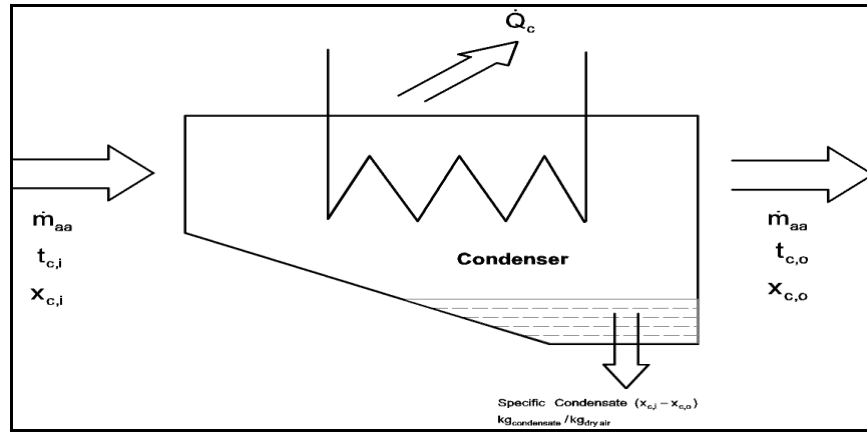 Q̇c
ṁaa
tc,i
xc,i
Condenser
ṁaa
tc,o
xc,o
Specific Condensate (xc,i – xc,o)
kgcondensate /kgdry air